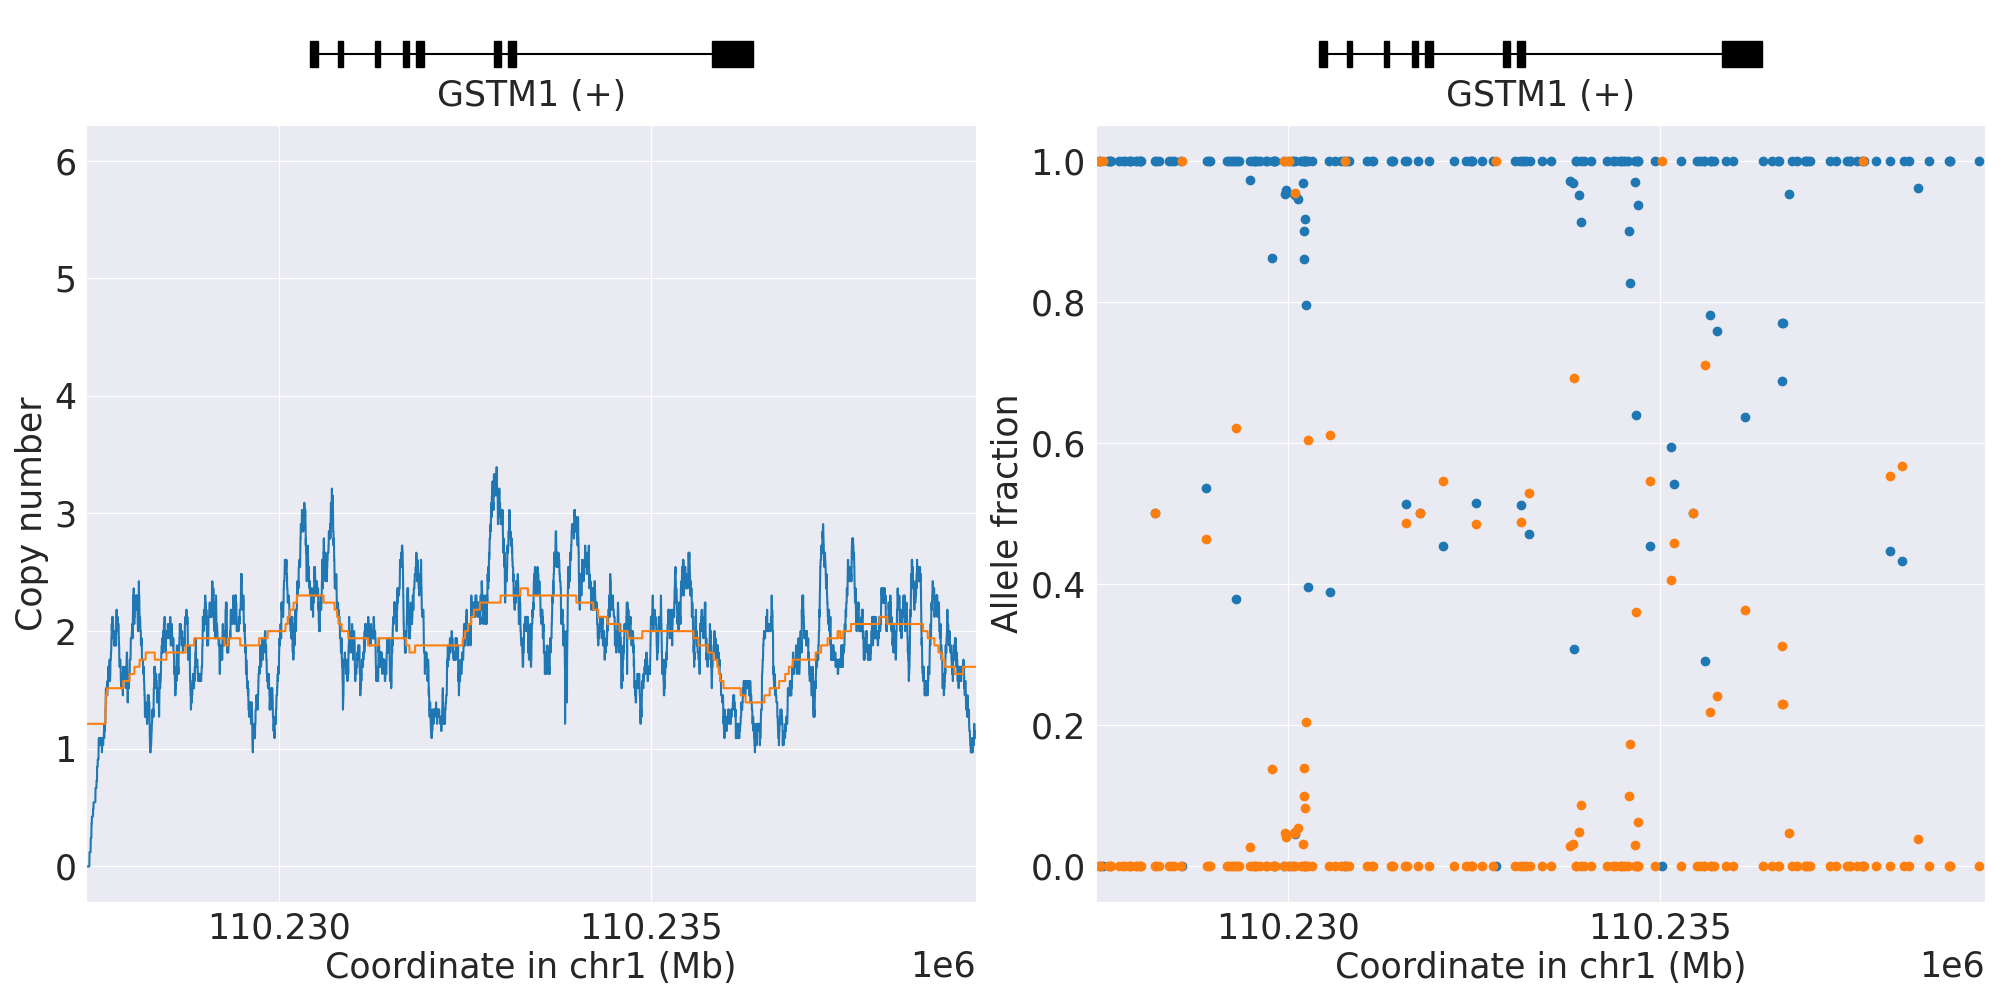 GSTM1 (+)
6
5
4
3
2
1
0
Copy number
110.230
110.235
Coordinate in chr1 (Mb)
1e6
GSTM1 (+)
1.0
0.8
0.6
0.4
0.2
0.0
Allele fraction
110.230
110.235
Coordinate in chr1 (Mb)
1e6